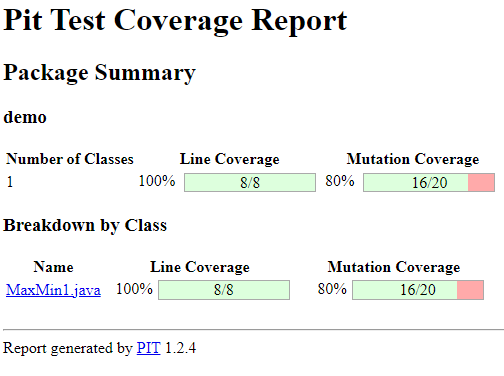 Pit Test Coverage Report
Package Summary
demo
Number of Classes Line Coverage Mutation Coverage
1 100% 8/8 80% 16/20
Breakdown by Class
Name Line Coverage Mutation Coverage
MaxMin1.java 100% 8/8 80% 16/20
Report generated by PIT 1.2.4